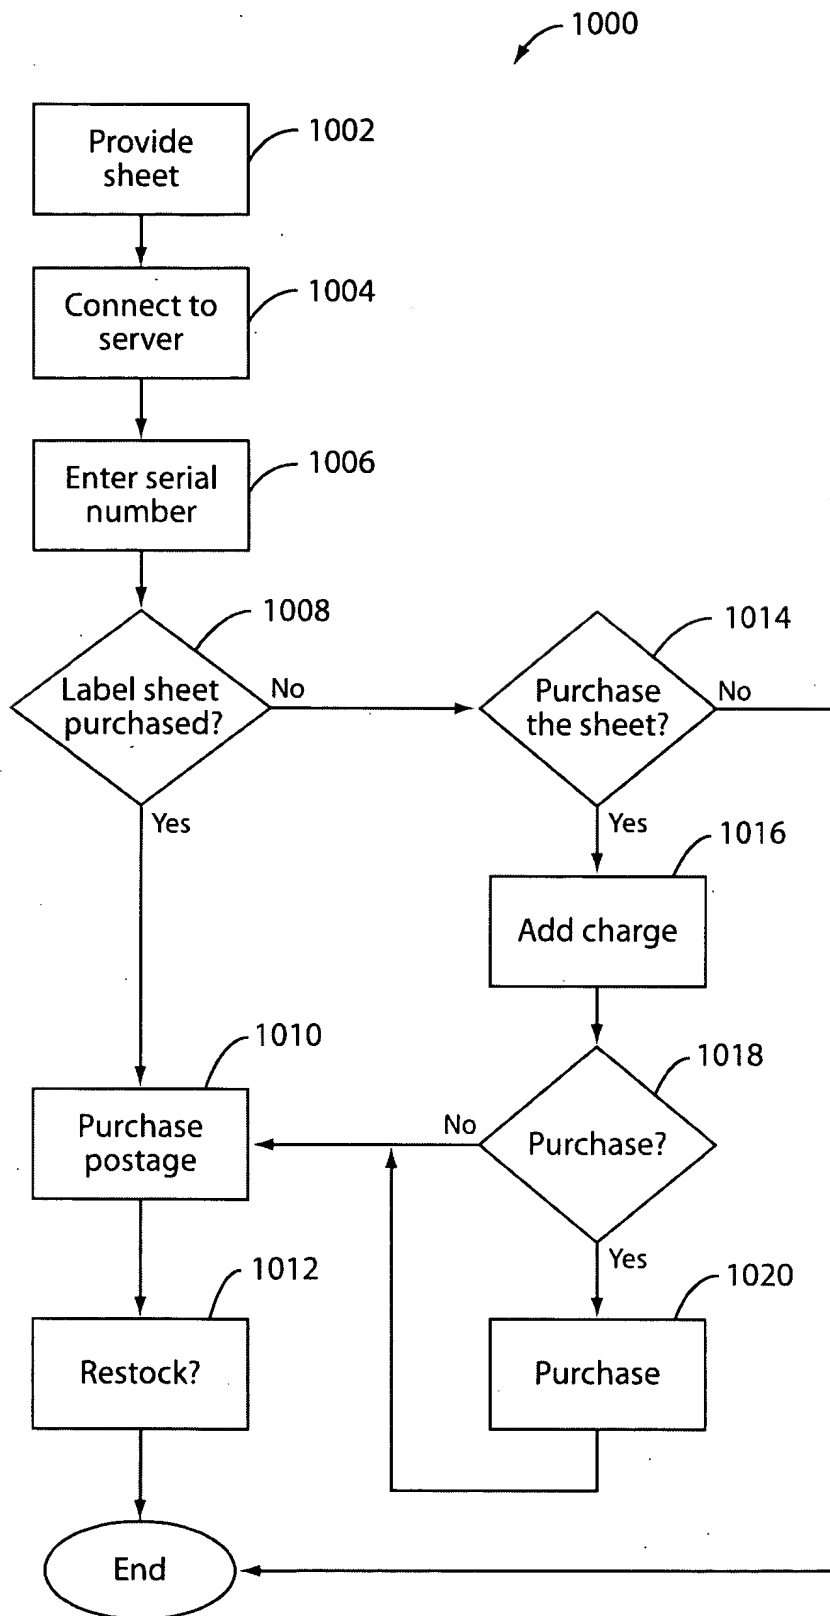 1000
Provide
sheet
1002
Connect to
server
1004
Enter serial
number
1006
Label sheet
purchased?
1008
No
Yes
Purchase
the sheet?
1014
No
Yes
Add charge
1016
Purchase?
1018
No
Yes
Purchase
postage
1010
Restock?
1012
Purchase
1020
End